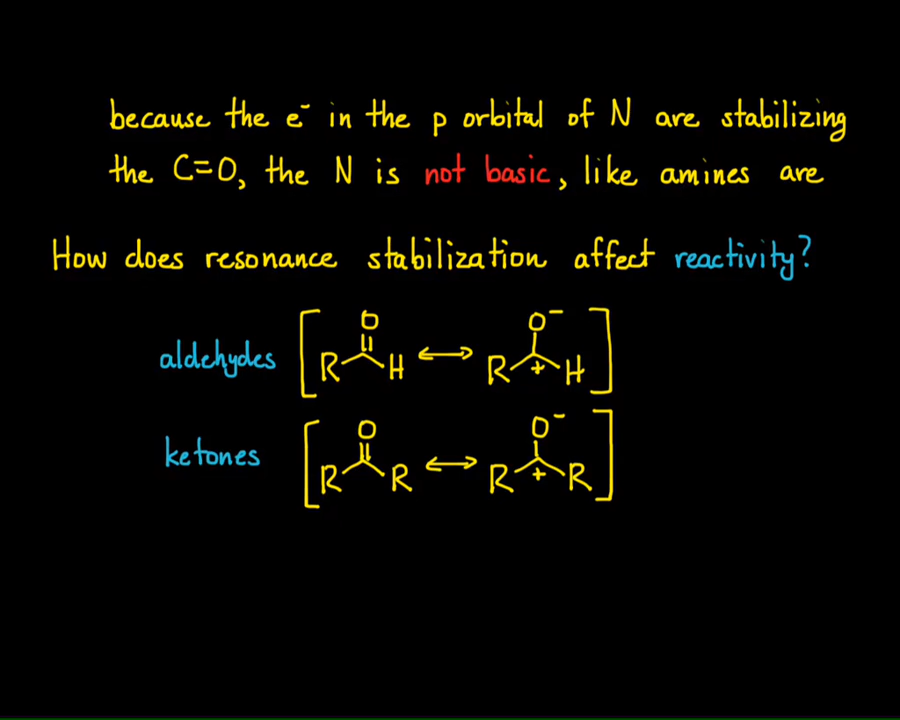 because the e⁻ in the p orbital of N are stabilizing
the C=O, the N is not basic, like amines are
How does resonance stabilization affect reactivity?
O O⁻
aldehydes [ R H ↔ R + H ]
O O⁻
ketones [ R R ↔ R + R ]